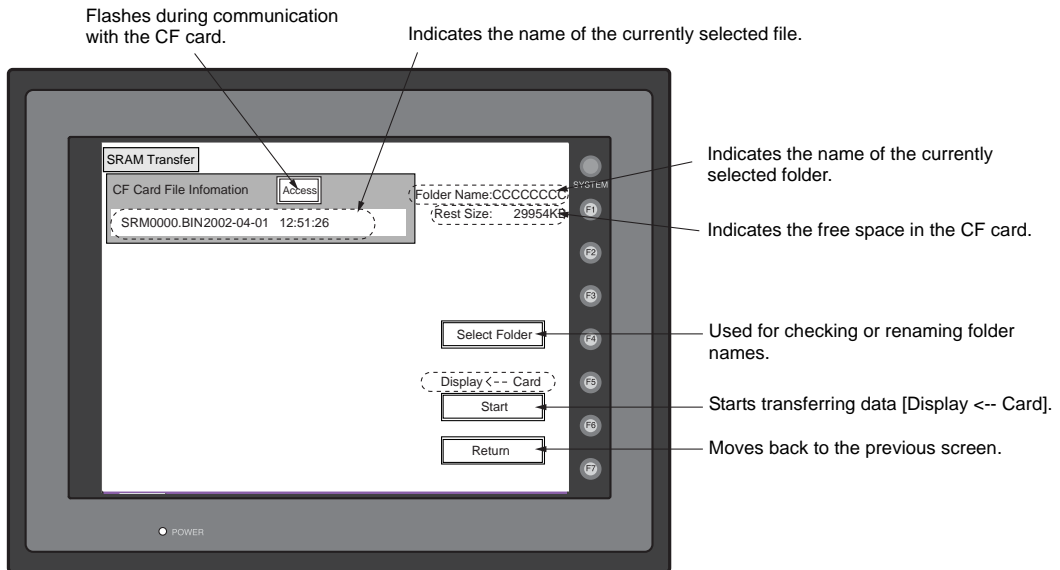 Flashes during communication
with the CF card.
Indicates the name of the currently selected file.
SRAM Transfer
CF Card File Infomation
Access
Folder Name:CCCCCCCC
SYSTEM
Indicates the name of the currently
selected folder.
SRM0000.BIN2002-04-01 12:51:26
Rest Size: 29954KB
F1
Indicates the free space in the CF card.
F2
F3
Select Folder
F4
Used for checking or renaming folder
names.
Display <-- Card
F5
Start
Starts transferring data [Display <-- Card].
F6
Return
Moves back to the previous screen.
F7
POWER